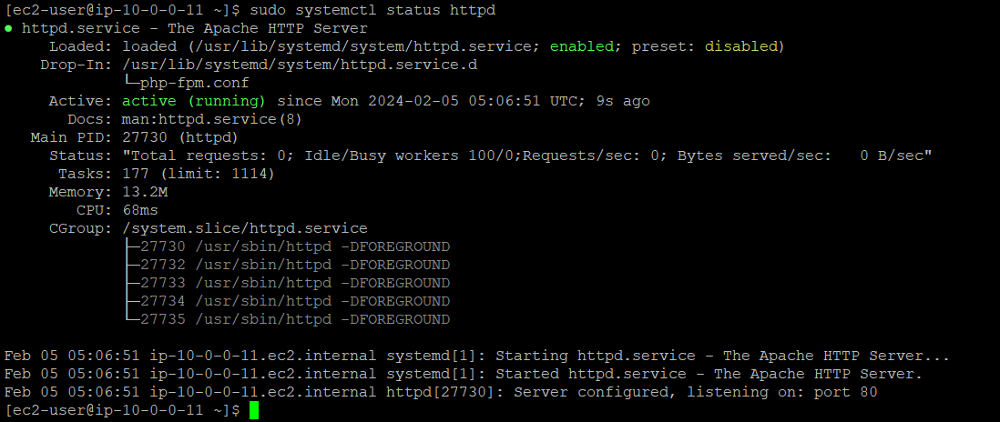 [ec2-user@ip-10-0-0-11 ~]$ sudo systemctl status httpd
● httpd.service - The Apache HTTP Server
     Loaded: loaded (/usr/lib/systemd/system/httpd.service; enabled; preset: disabled)
    Drop-In: /usr/lib/systemd/system/httpd.service.d
             └─php-fpm.conf
     Active: active (running) since Mon 2024-02-05 05:06:51 UTC; 9s ago
       Docs: man:httpd.service(8)
   Main PID: 27730 (httpd)
     Status: "Total requests: 0; Idle/Busy workers 100/0;Requests/sec: 0; Bytes served/sec:   0 B/sec"
      Tasks: 177 (limit: 1114)
     Memory: 13.2M
        CPU: 68ms
     CGroup: /system.slice/httpd.service
             ├─27730 /usr/sbin/httpd -DFOREGROUND
             ├─27732 /usr/sbin/httpd -DFOREGROUND
             ├─27733 /usr/sbin/httpd -DFOREGROUND
             ├─27734 /usr/sbin/httpd -DFOREGROUND
             └─27735 /usr/sbin/httpd -DFOREGROUND

Feb 05 05:06:51 ip-10-0-0-11.ec2.internal systemd[1]: Starting httpd.service - The Apache HTTP Server...
Feb 05 05:06:51 ip-10-0-0-11.ec2.internal systemd[1]: Started httpd.service - The Apache HTTP Server.
Feb 05 05:06:51 ip-10-0-0-11.ec2.internal httpd[27730]: Server configured, listening on: port 80
[ec2-user@ip-10-0-0-11 ~]$